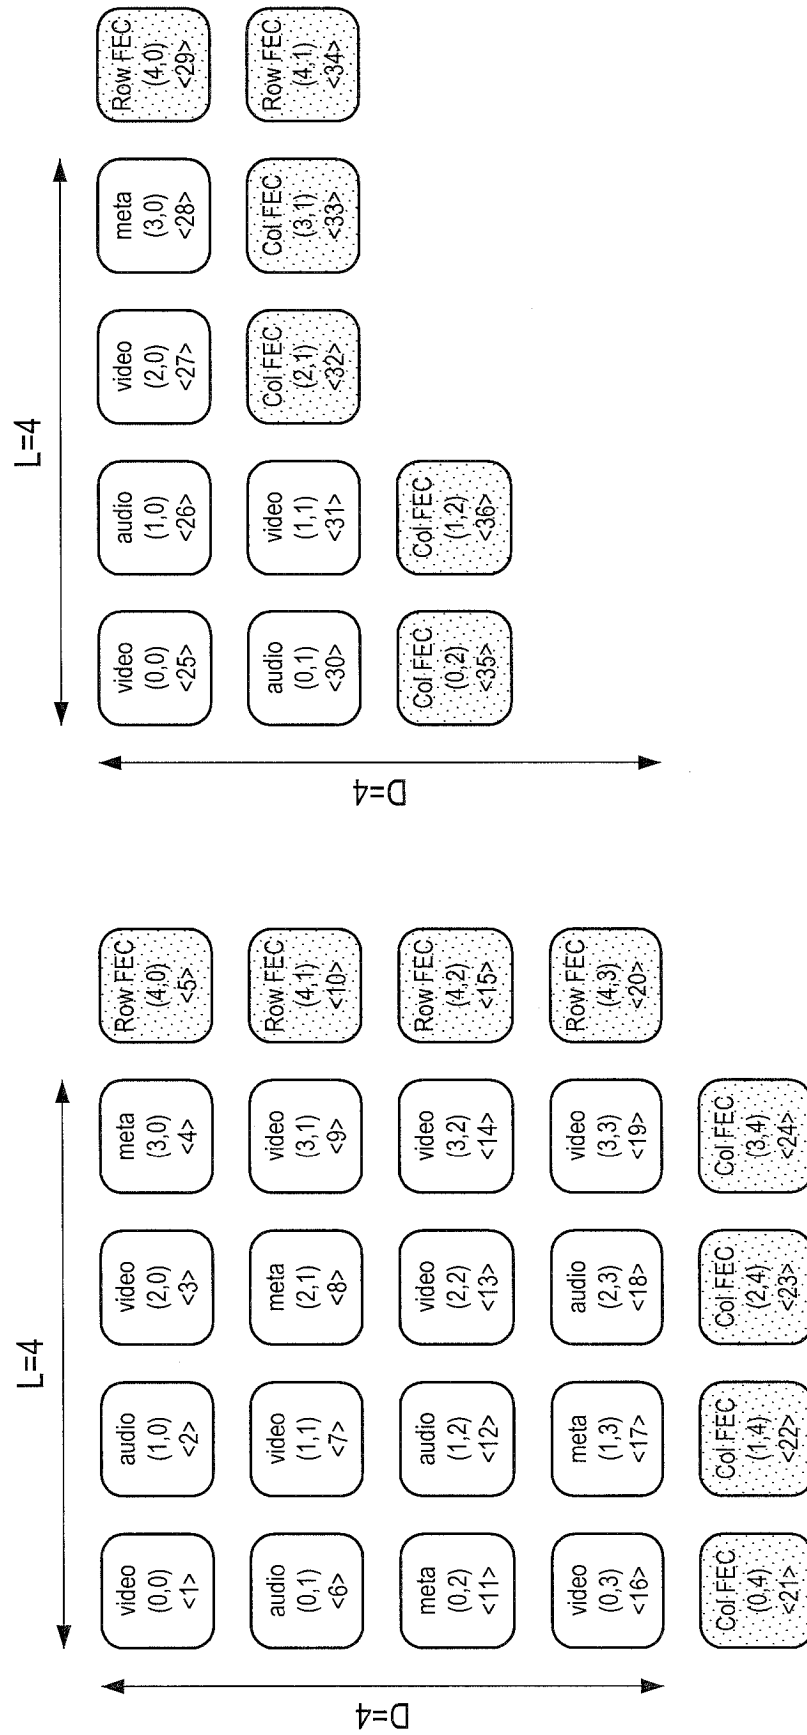 L=4
D=4
video
(0,0)
<1>
audio
(1,0)
<2>
video
(2,0)
<3>
meta
(3,0)
<4>
Row FEC
(4,0)
<5>
audio
(0,1)
<6>
video
(1,1)
<7>
meta
(2,1)
<8>
video
(3,1)
<9>
Row FEC
(4,1)
<10>
meta
(0,2)
<11>
audio
(1,2)
<12>
video
(2,2)
<13>
video
(3,2)
<14>
Row FEC
(4,2)
<15>
video
(0,3)
<16>
meta
(1,3)
<17>
audio
(2,3)
<18>
video
(3,3)
<19>
Row FEC
(4,3)
<20>
Col FEC
(0,4)
<21>
Col FEC
(1,4)
<22>
Col FEC
(2,4)
<23>
Col FEC
(3,4)
<24>
L=4
D=4
video
(0,0)
<25>
audio
(1,0)
<26>
video
(2,0)
<27>
meta
(3,0)
<28>
Row FEC
(4,0)
<29>
audio
(0,1)
<30>
video
(1,1)
<31>
Col FEC
(2,1)
<32>
Col FEC
(3,1)
<33>
Row FEC
(4,1)
<34>
Col FEC
(0,2)
<35>
Col FEC
(1,2)
<36>